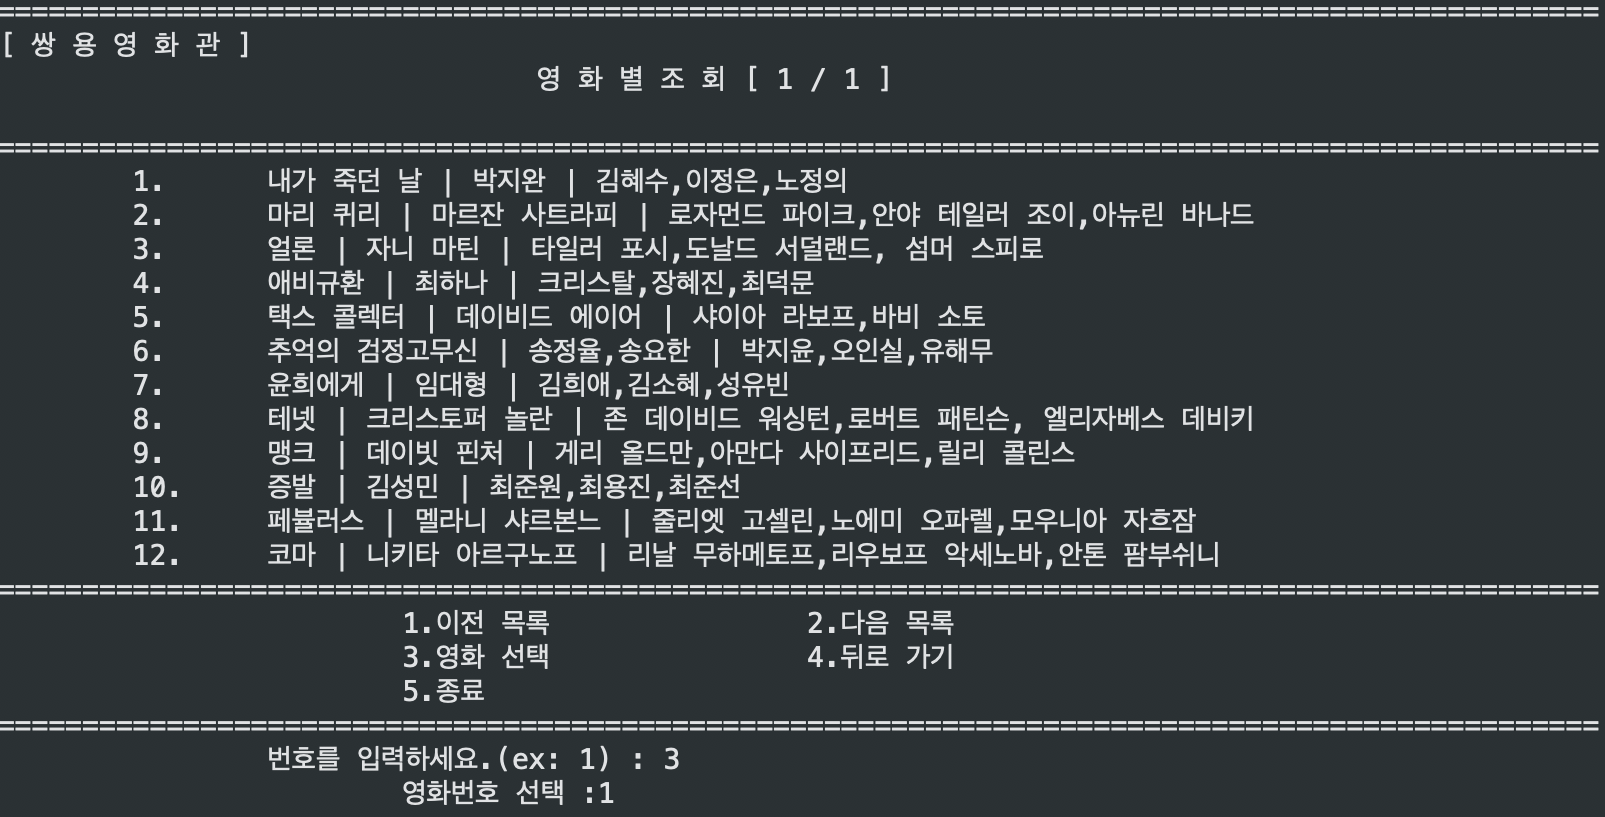 ===============================================================================================
[ 쌍 용 영 화 관 ]
영 화 별 조 회 [ 1 / 1 ]
===============================================================================================
1. 내가 죽던 날 | 박지완 | 김혜수,이정은,노정의
2. 마리 퀴리 | 마르잔 사트라피 | 로자먼드 파이크,안야 테일러 조이,아뉴린 바나드
3. 얼론 | 자니 마틴 | 타일러 포시,도날드 서덜랜드, 섬머 스피로
4. 애비규환 | 최하나 | 크리스탈,장혜진,최덕문
5. 택스 콜렉터 | 데이비드 에이어 | 샤이아 라보프,바비 소토
6. 추억의 검정고무신 | 송정율,송요한 | 박지윤,오인실,유해무
7. 윤희에게 | 임대형 | 김희애,김소혜,성유빈
8. 테넷 | 크리스토퍼 놀란 | 존 데이비드 워싱턴,로버트 패틴슨, 엘리자베스 데비키
9. 맹크 | 데이빗 핀처 | 게리 올드만,아만다 사이프리드,릴리 콜린스
10. 증발 | 김성민 | 최준원,최용진,최준선
11. 페뷸러스 | 멜라니 샤르본느 | 줄리엣 고셀린,노에미 오파렐,모우니아 자흐잠
12. 코마 | 니키타 아르구노프 | 리날 무하메토프,리우보프 악세노바,안톤 팜부쉬니
===============================================================================================
1.이전 목록 2.다음 목록
3.영화 선택 4.뒤로 가기
5.종료
===============================================================================================
번호를 입력하세요.(ex: 1) : 3
영화번호 선택 :1